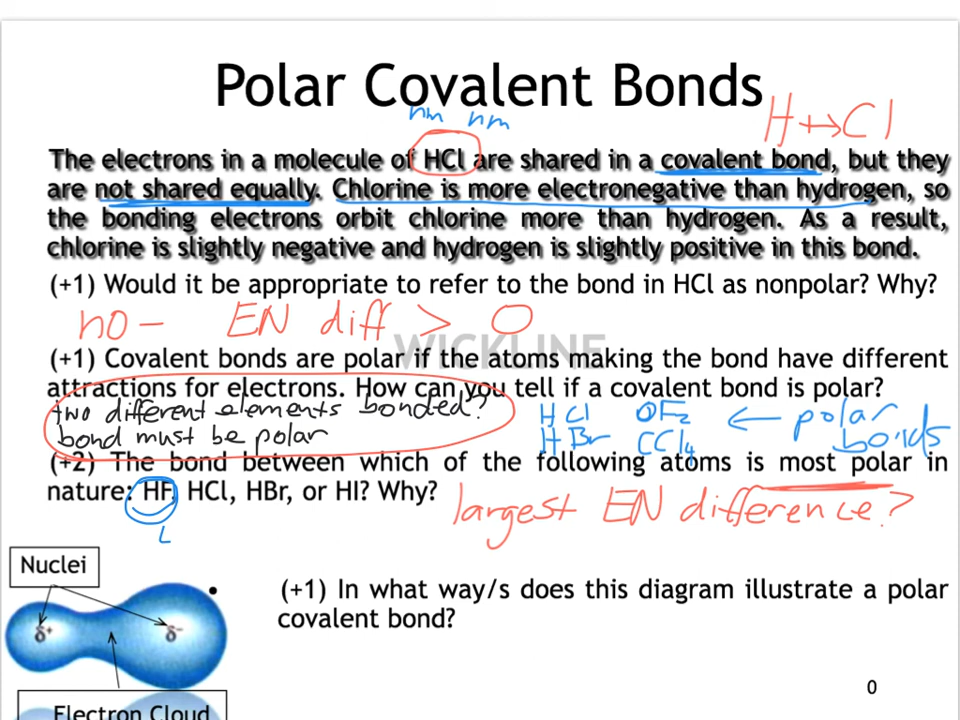 Polar Covalent Bonds
nm nm
H ↔ Cl
The electrons in a molecule of HCl are shared in a covalent bond, but they
are not shared equally. Chlorine is more electronegative than hydrogen, so
the bonding electrons orbit chlorine more than hydrogen. As a result,
chlorine is slightly negative and hydrogen is slightly positive in this bond.
(+1) Would it be appropriate to refer to the bond in HCl as nonpolar? Why?
no - EN diff > 0
WICKLINE
(+1) Covalent bonds are polar if the atoms making the bond have different
attractions for electrons. How can you tell if a covalent bond is polar?
two different elements bonded?
bond must be polar
HCl OF2 ← polar
HBr CCl4 bonds
(+2) The bond between which of the following atoms is most polar in
nature: HF, HCl, HBr, or HI? Why?
largest EN difference?
Nuclei
(+1) In what way/s does this diagram illustrate a polar
covalent bond?
δ+ δ-
0
Electron Cloud